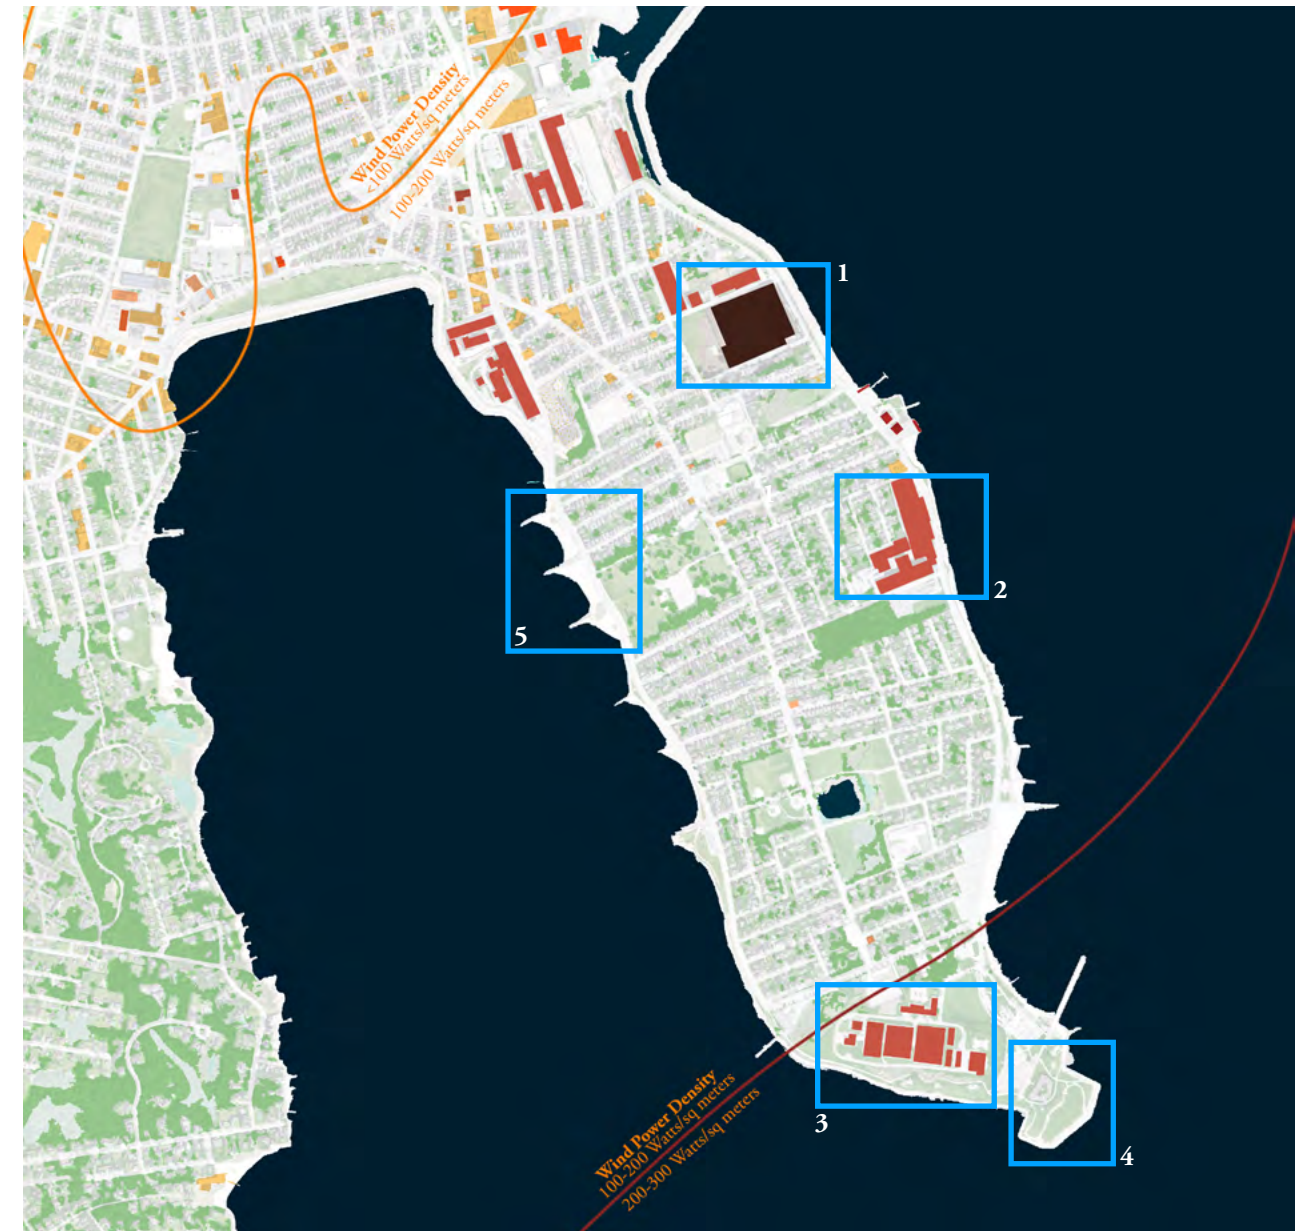 Wind Power Density
<100 Watts/sq meters
100-200 Watts/sq meters
1
2
5
Wind Power Density
100-200 Watts/sq meters
200-300 Watts/sq meters
3
4